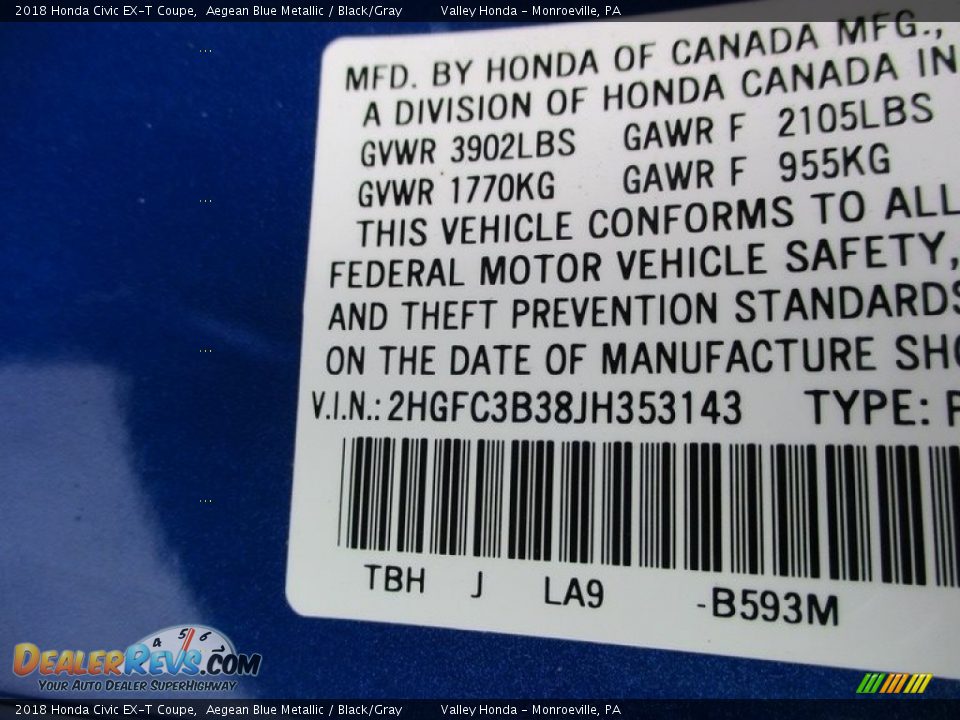 2018 Honda Civic EX-T Coupe, Aegean Blue Metallic / Black/Gray Valley Honda - Monroeville, PA
MFD. BY HONDA OF CANADA MFG.,
A DIVISION OF HONDA CANADA IN
GVWR 3902LBS GAWR F 2105LBS
GVWR 1770KG GAWR F 955KG
THIS VEHICLE CONFORMS TO ALL
FEDERAL MOTOR VEHICLE SAFETY,
AND THEFT PREVENTION STANDARDS
ON THE DATE OF MANUFACTURE SHO
V.I.N.: 2HGFC3B38JH353143 TYPE: P
TBH J LA9 -B593M
4 5 6
DEALERREVS.COM
YOUR AUTO DEALER SUPERHIGHWAY
2018 Honda Civic EX-T Coupe, Aegean Blue Metallic / Black/Gray Valley Honda - Monroeville, PA